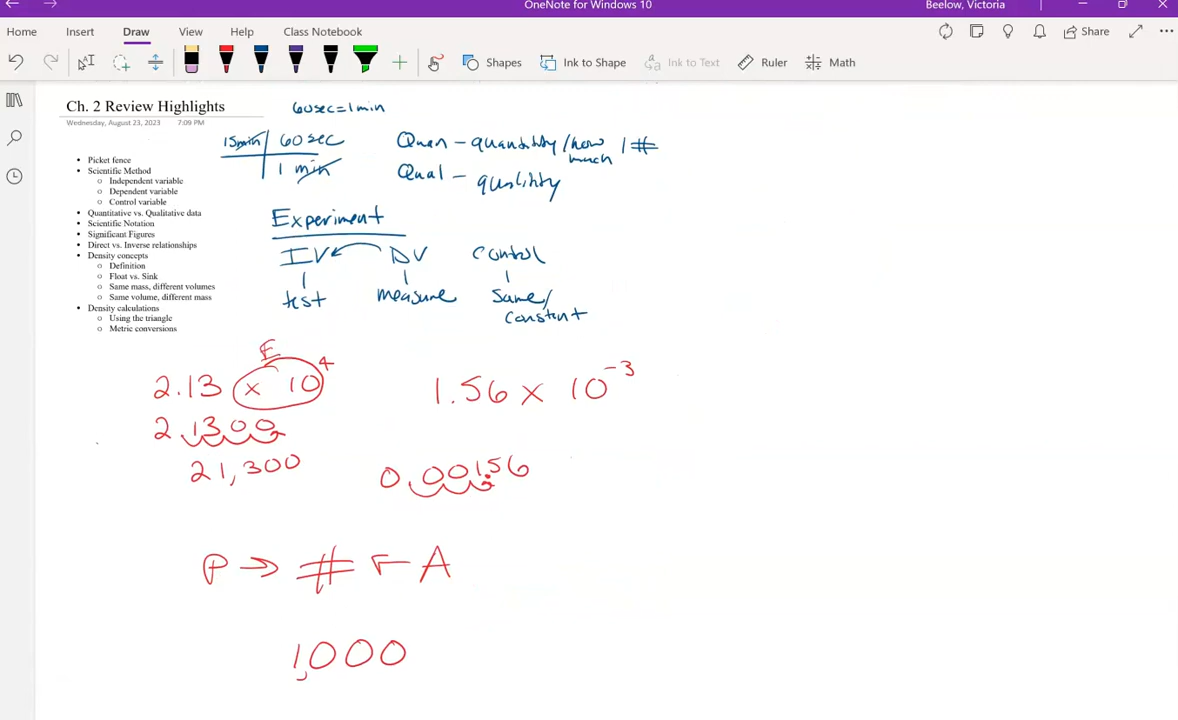 OneNote for Windows 10
Beelow, Victoria
Home Insert Draw View Help Class Notebook
Share
Shapes Ink to Shape Ink to Text Ruler Math
Ch. 2 Review Highlights
Wednesday, August 23, 2023 7:09 PM
• Picket fence
• Scientific Method
○ Independent variable
○ Dependent variable
○ Control variable
• Quantitative vs. Qualitative data
• Scientific Notation
• Significant Figures
• Direct vs. Inverse relationships
• Density concepts
○ Definition
○ Float vs. Sink
○ Same mass, different volumes
○ Same volume, different mass
• Density calculations
○ Using the triangle
○ Metric conversions
60sec=1min
15min | 60sec
1 min
Quan - quantity/how much / #
Qual - quality
Experiment
IV ← DV Control
test measure same/
constant
E
2.13 x 10⁴
2.1300
21,300
1.56 x 10⁻³
0.00156
P → # ← A
1,000